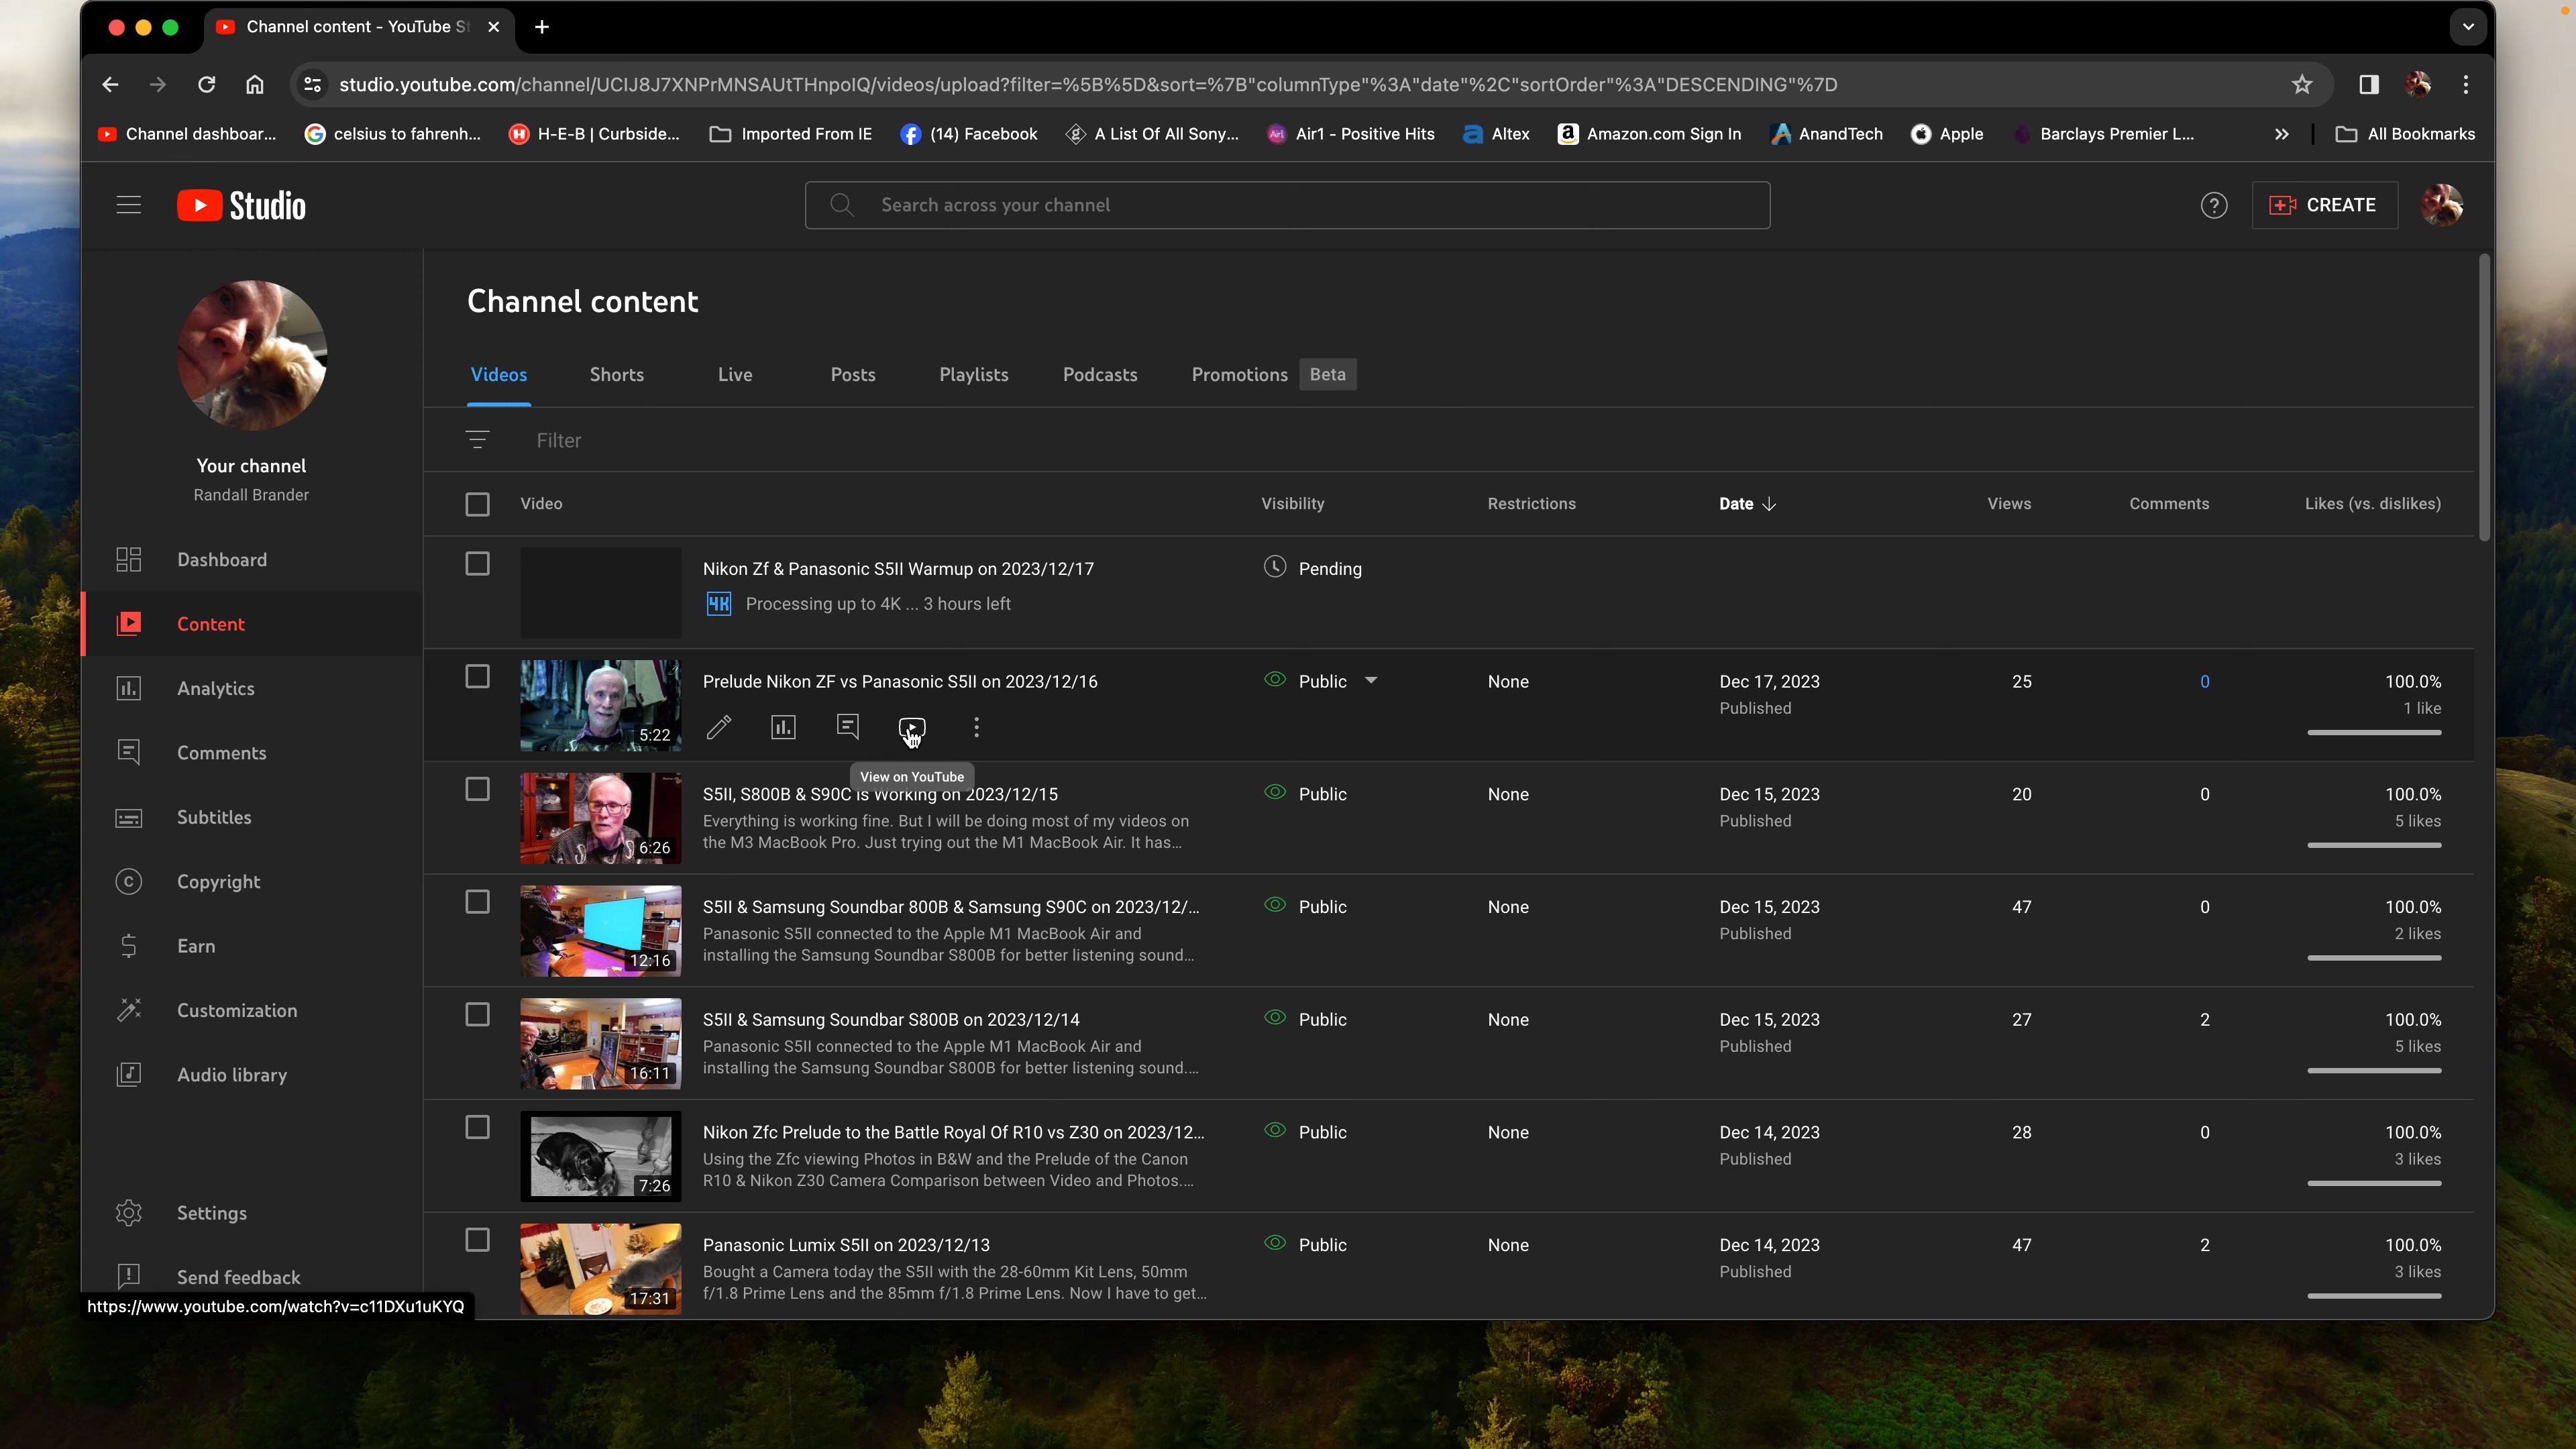 Channel content - YouTube St
studio.youtube.com/channel/UCIJ8J7XNPrMNSAUtTHnpoIQ/videos/upload?filter=%5B%5D&sort=%7B"columnType"%3A"date"%2C"sortOrder"%3A"DESCENDING"%7D
Channel dashboar... celsius to fahrenh... H-E-B | Curbside... Imported From IE (14) Facebook A List Of All Sony... Air1 - Positive Hits Altex Amazon.com Sign In AnandTech Apple Barclays Premier L... » All Bookmarks
Studio
Search across your channel
CREATE
Your channel
Randall Brander
Dashboard
Content
Analytics
Comments
Subtitles
Copyright
Earn
Customization
Audio library
Settings
Send feedback
https://www.youtube.com/watch?v=c11DXu1uKYQ
Channel content
Videos Shorts Live Posts Playlists Podcasts Promotions Beta
Filter
Video Visibility Restrictions Date Views Comments Likes (vs. dislikes)
Nikon Zf & Panasonic S5II Warmup on 2023/12/17 Pending
4K Processing up to 4K ... 3 hours left
Prelude Nikon ZF vs Panasonic S5II on 2023/12/16 Public None Dec 17, 2023 25 0 100.0%
Published 1 like
5:22
View on YouTube
S5II, S800B & S90C is Working on 2023/12/15 Public None Dec 15, 2023 20 0 100.0%
Everything is working fine. But I will be doing most of my videos on Published 5 likes
the M3 MacBook Pro. Just trying out the M1 MacBook Air. It has...
6:26
S5II & Samsung Soundbar 800B & Samsung S90C on 2023/12/... Public None Dec 15, 2023 47 0 100.0%
Panasonic S5II connected to the Apple M1 MacBook Air and Published 2 likes
installing the Samsung Soundbar S800B for better listening sound...
12:16
S5II & Samsung Soundbar S800B on 2023/12/14 Public None Dec 15, 2023 27 2 100.0%
Panasonic S5II connected to the Apple M1 MacBook Air and Published 5 likes
installing the Samsung Soundbar S800B for better listening sound....
16:11
Nikon Zfc Prelude to the Battle Royal Of R10 vs Z30 on 2023/12... Public None Dec 14, 2023 28 0 100.0%
Using the Zfc viewing Photos in B&W and the Prelude of the Canon Published 3 likes
R10 & Nikon Z30 Camera Comparison between Video and Photos....
7:26
Panasonic Lumix S5II on 2023/12/13 Public None Dec 14, 2023 47 2 100.0%
Bought a Camera today the S5II with the 28-60mm Kit Lens, 50mm Published 3 likes
f/1.8 Prime Lens and the 85mm f/1.8 Prime Lens. Now I have to get...
17:31